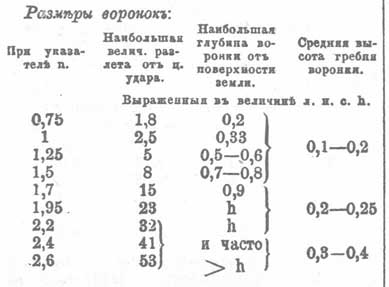 Размѣры воронокъ:
При указателѣ n. | Наибольшая велич. разлета отъ ц. удара. | Наибольшая глубина воронки отъ поверхности земли. | Средняя высота гребня воронки.
Выраженныя въ величинѣ л. н. с. h.
0,75 1,8 0,2
1 2,5 0,33
1,25 5 0,5—0,6 0,1—0,2
1,5 8 0,7—0,8
1,7 15 0,9
1,95 23 h 0,2—0,25
2,2 32 h
2,4 41 и часто 0,3—0,4
2,6 53 > h